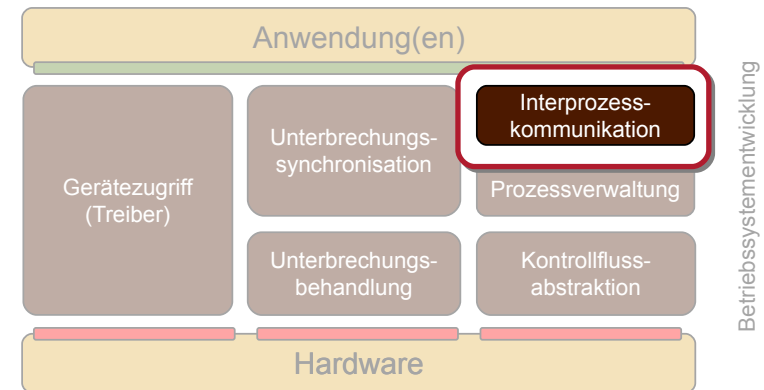 Anwendung(en)
Interprozess-
kommunikation
Unterbrechungs-
synchronisation
Gerätezugriff
(Treiber)
Prozessverwaltung
Unterbrechungs-
behandlung
Kontrollfluss-
abstraktion
Hardware
Betriebssystementwicklung